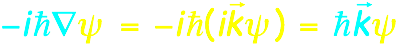 -iħ∇ψ = -iħ(ik⃗ψ) = ħk⃗ψ